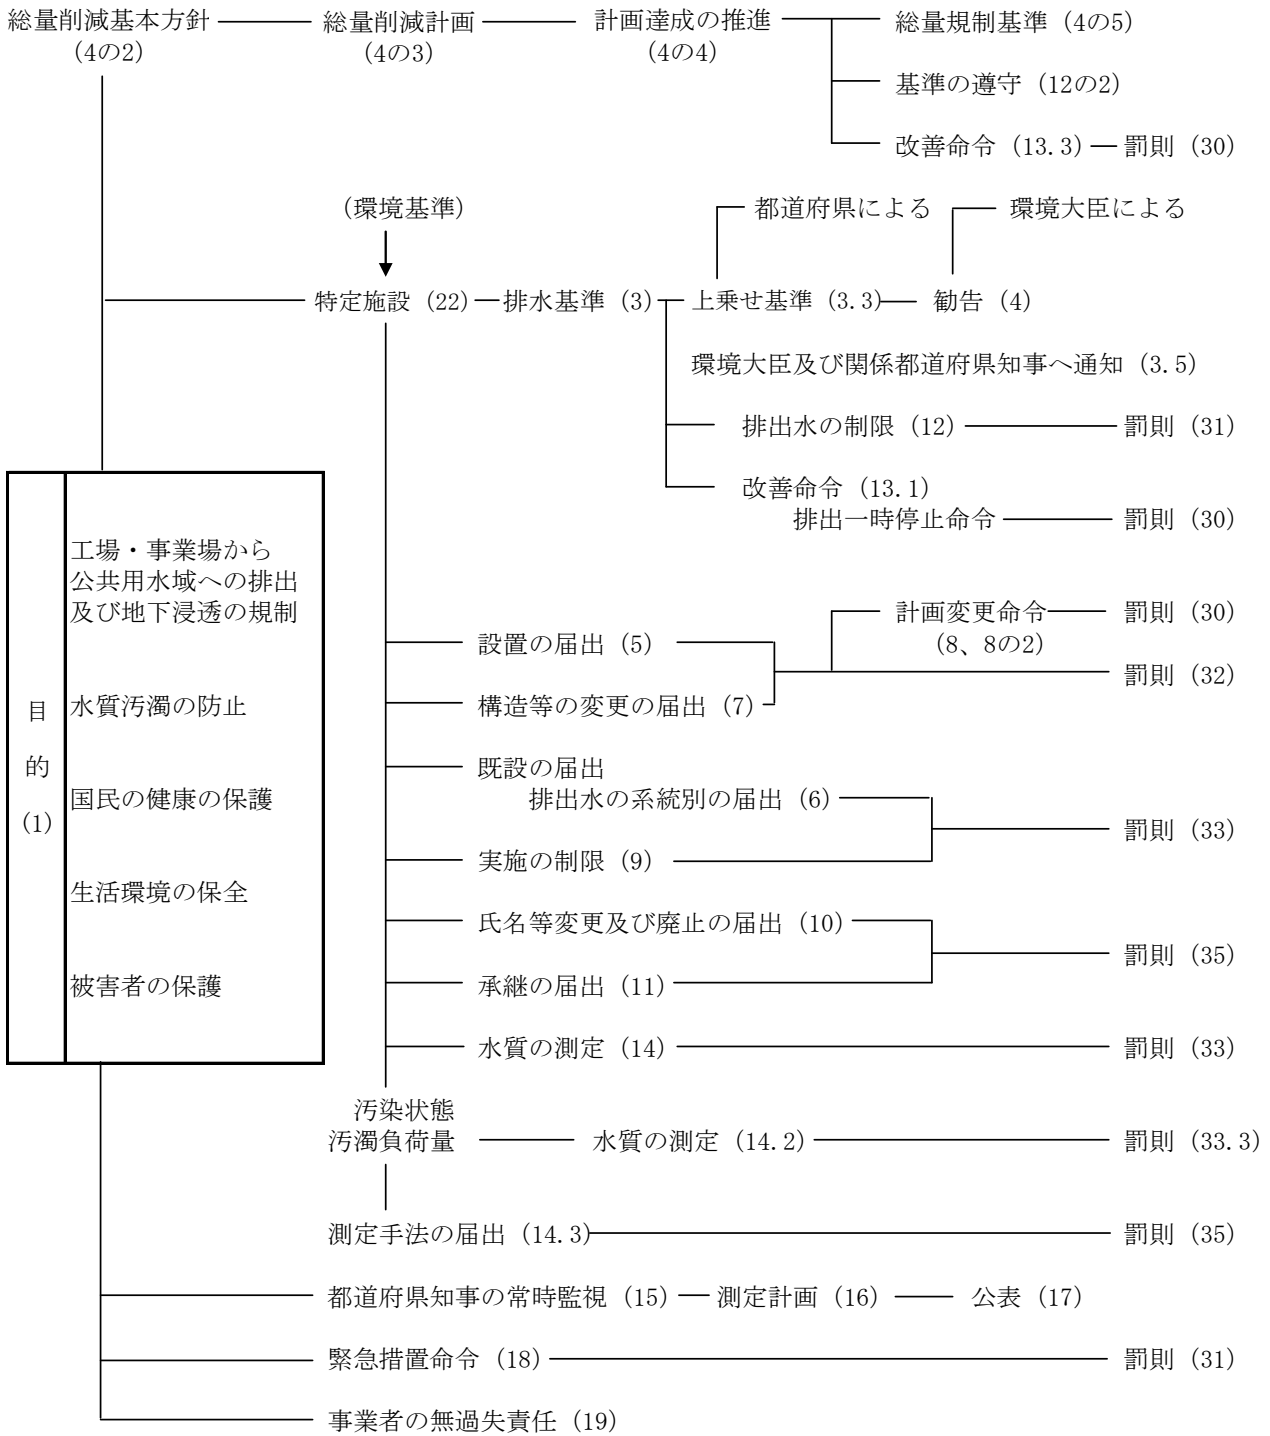 総量削減基本方針 総量削減計画 計画達成の推進 総量規制基準 (4の5)
(4の2) (4の3) (4の4)
基準の遵守 (12の2)
改善命令 (13.3) 罰則 (30)
(環境基準) 都道府県による 環境大臣による
特定施設 (22) 排水基準 (3) 上乗せ基準 (3.3) 勧告 (4)
環境大臣及び関係都道府県知事へ通知 (3.5)
排出水の制限 (12) 罰則 (31)
改善命令 (13.1)
排出一時停止命令 罰則 (30)
目
的
(1)
工場・事業場から
公共用水域への排出
及び地下浸透の規制
水質汚濁の防止
国民の健康の保護
生活環境の保全
被害者の保護
計画変更命令 罰則 (30)
(8、8の2)
設置の届出 (5)
罰則 (32)
構造等の変更の届出 (7)
既設の届出
排出水の系統別の届出 (6)
罰則 (33)
実施の制限 (9)
氏名等変更及び廃止の届出 (10)
罰則 (35)
承継の届出 (11)
水質の測定 (14) 罰則 (33)
汚染状態
汚濁負荷量 水質の測定 (14.2) 罰則 (33.3)
測定手法の届出 (14.3) 罰則 (35)
都道府県知事の常時監視 (15) 測定計画 (16) 公表 (17)
緊急措置命令 (18) 罰則 (31)
事業者の無過失責任 (19)